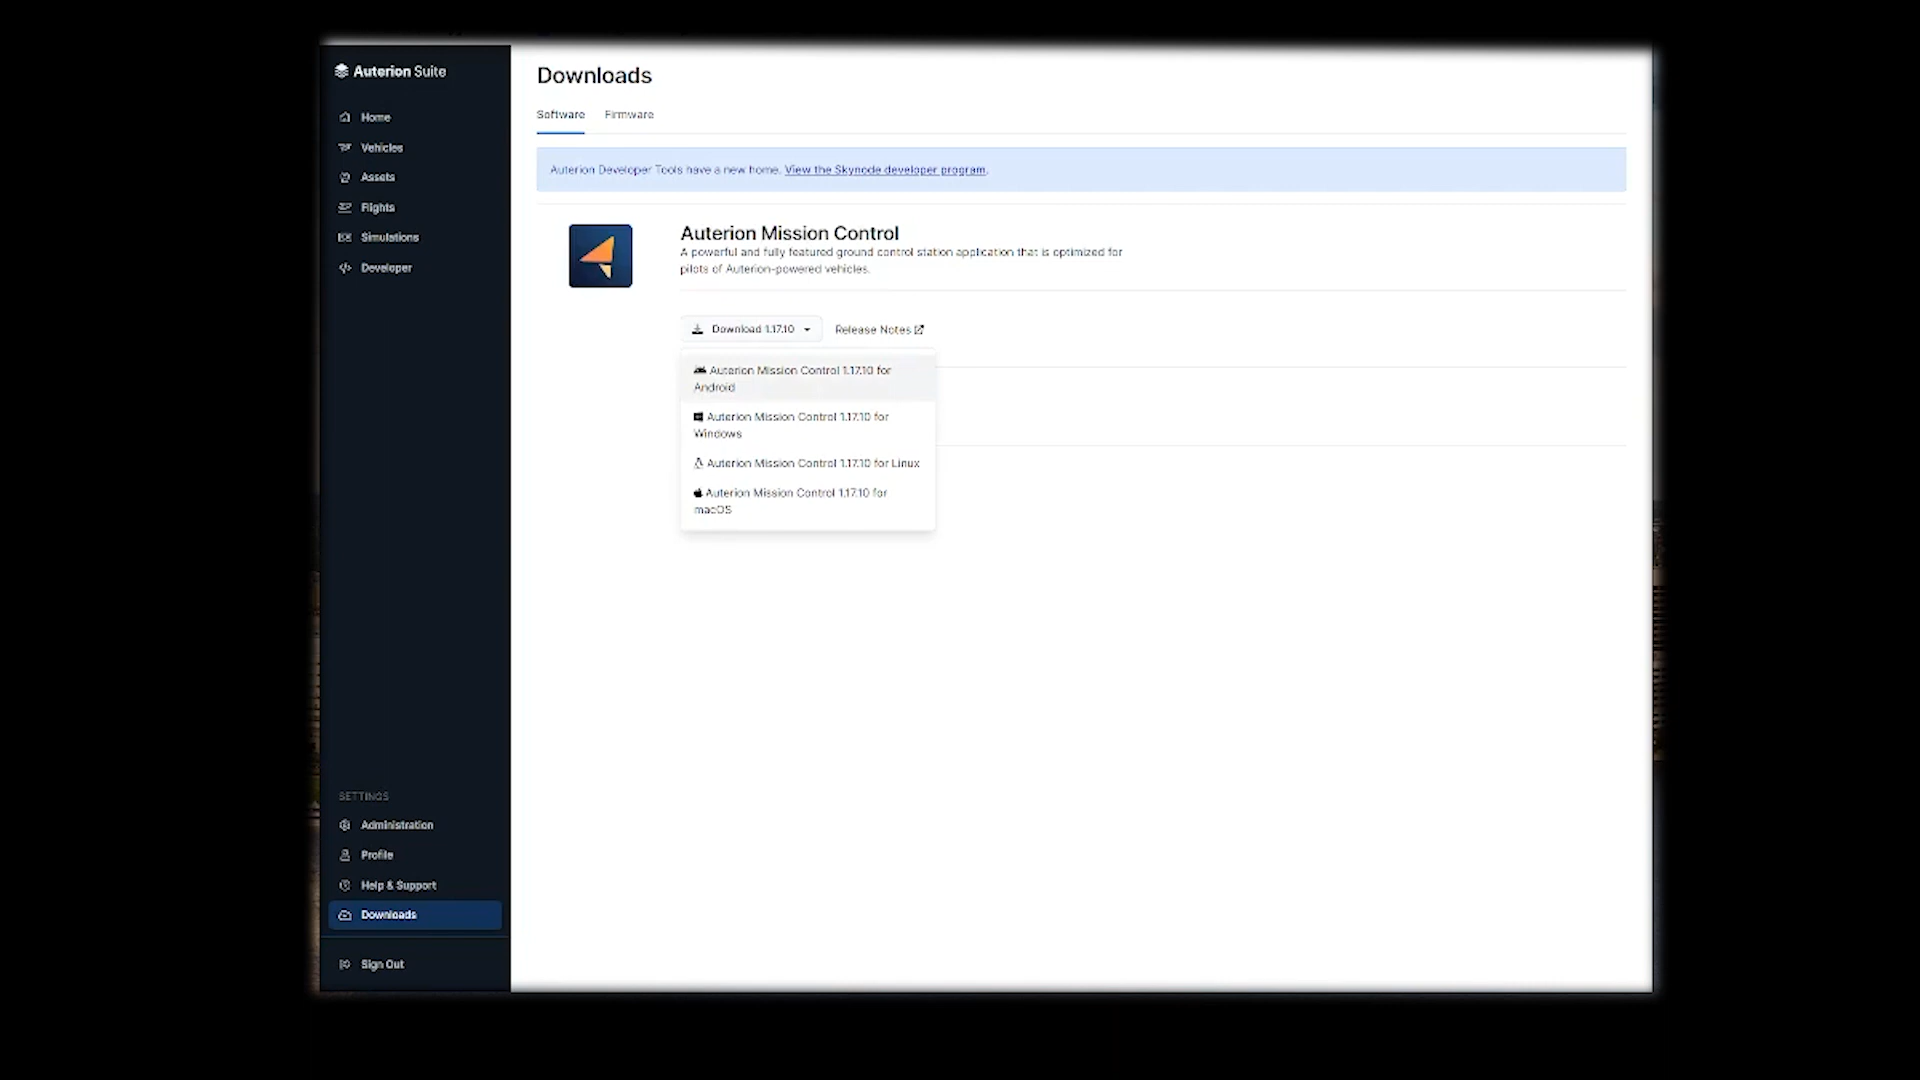 Auterion Suite
Home
Vehicles
Assets
Flights
Simulations
Developer
SETTINGS
Administration
Profile
Help & Support
Downloads
Sign Out
Downloads
Software Firmware
Auterion Developer Tools have a new home. View the Skynode developer program.
Auterion Mission Control
A powerful and fully featured ground control station application that is optimized for
pilots of Auterion-powered vehicles.
Download 1.17.10 Release Notes
Auterion Mission Control 1.17.10 for
Android
Auterion Mission Control 1.17.10 for
Windows
Auterion Mission Control 1.17.10 for Linux
Auterion Mission Control 1.17.10 for
macOS